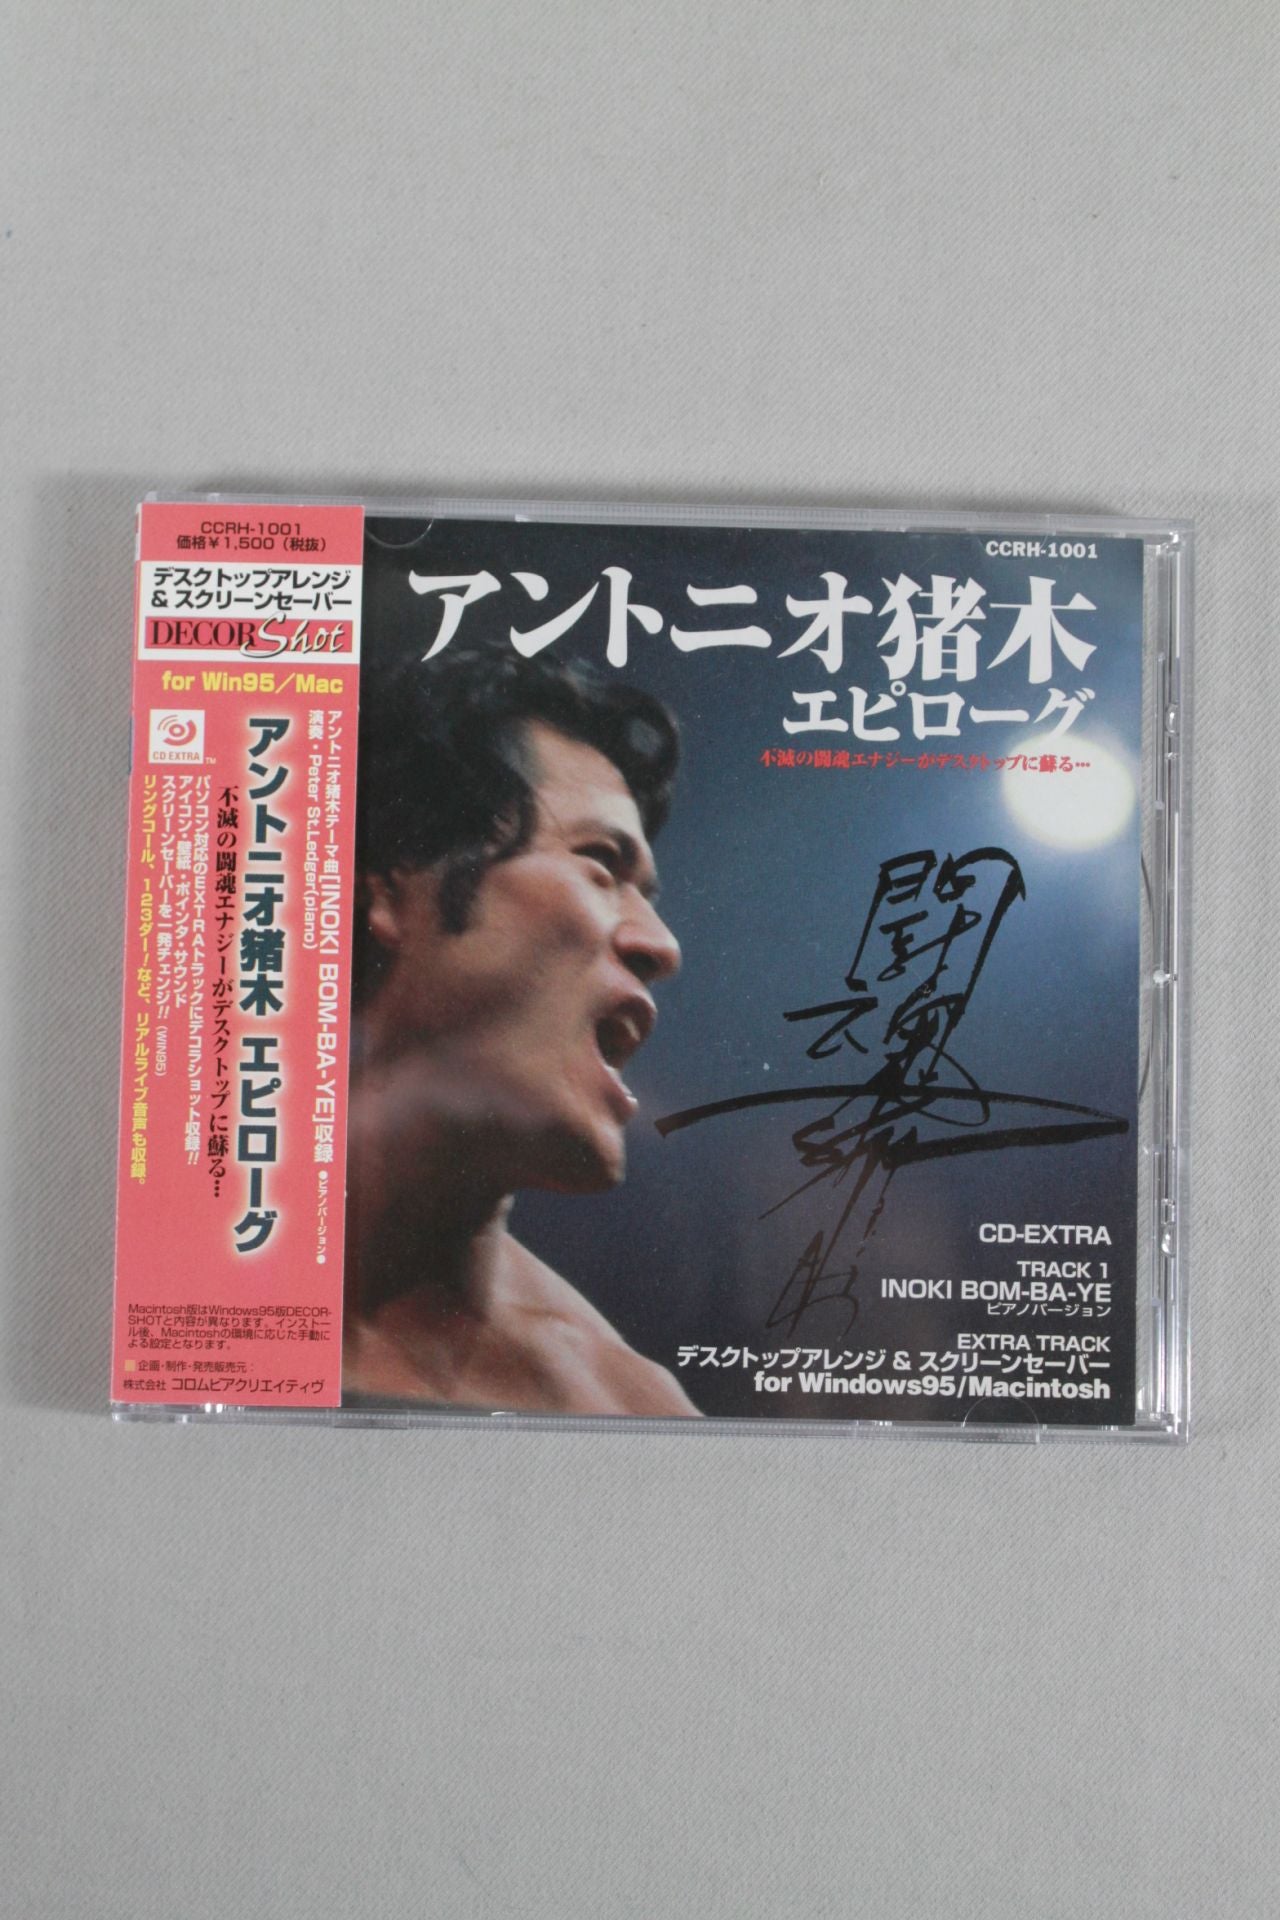 CCRH-1001
価格¥1,500(税抜)
デスクトップアレンジ
& スクリーンセーバー
DECOR Shot
for Win95/Mac
CD EXTRA TM
アントニオ猪木テーマ曲[INOKI BOM-BA-YE]収録 ●ピアノバージョン●
演奏・Peter St.Ledger(piano)
アントニオ猪木 エピローグ
不滅の闘魂エナジーがデスクトップに蘇る…
パソコン対応のEXTRAトラックにデコラショット収録!!
アイコン・壁紙・ポインタ・サウンド
スクリーンセーバーを一発チェンジ!!(WIN95)
リングコール、123ダー!など、リアルライブ音声も収録。
Macintosh版はWindows95版DECOR-
SHOTと内容が異なります。インストー
ル後、Macintoshの環境に応じた手動に
よる設定となります。
■企画・制作・発売販売元:
株式会社 コロムビアクリエイティヴ
CCRH-1001
アントニオ猪木
エピローグ
不滅の闘魂エナジーがデスクトップに蘇る…
闘
魂
CD-EXTRA
TRACK 1
INOKI BOM-BA-YE
ピアノバージョン
EXTRA TRACK
デスクトップアレンジ & スクリーンセーバー
for Windows95/Macintosh